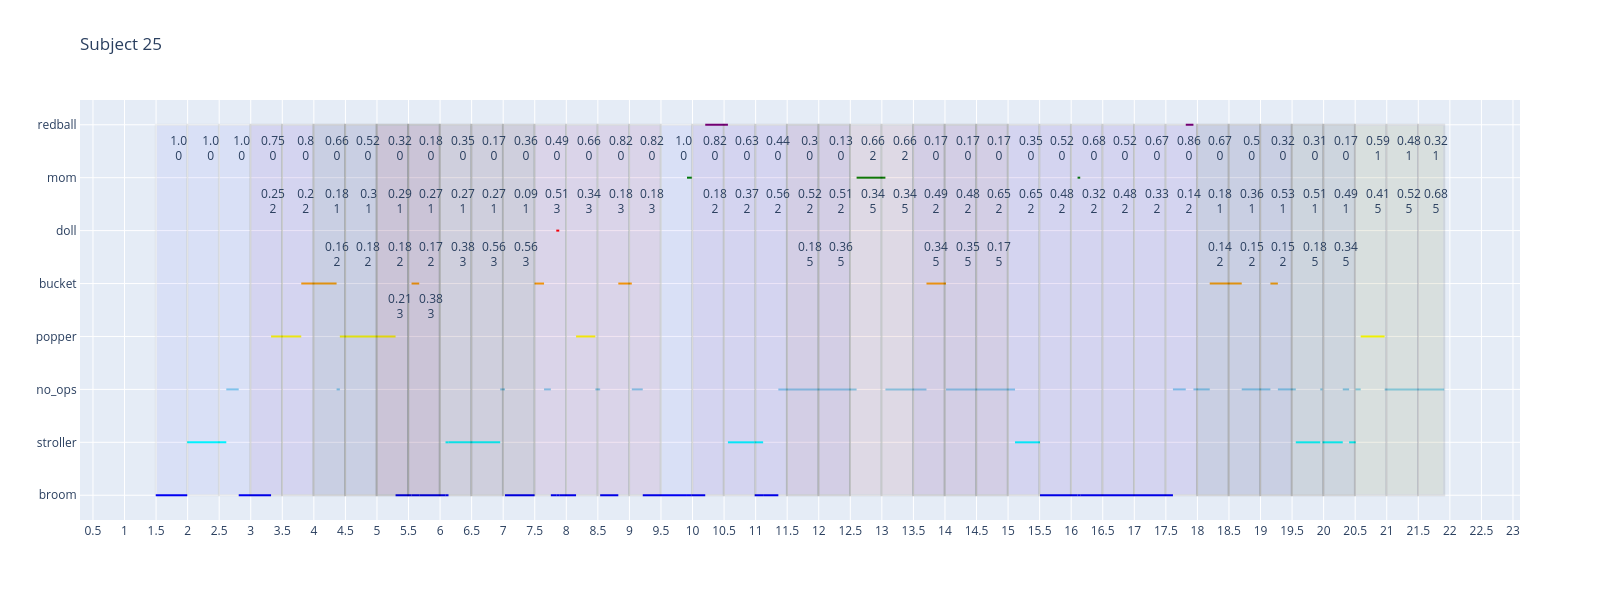 Subject 25
redball
1.0 1.0 1.0 0.75 0.8 0.66 0.52 0.32 0.18 0.35 0.17 0.36 0.49 0.66 0.82 0.82 1.0 0.82 0.63 0.44 0.3 0.13 0.66 0.66 0.17 0.17 0.17 0.35 0.52 0.68 0.52 0.67 0.86 0.67 0.5 0.32 0.31 0.17 0.59 0.48 0.32
0 0 0 0 0 0 0 0 0 0 0 0 0 0 0 0 0 0 0 0 0 0 2 2 0 0 0 0 0 0 0 0 0 0 0 0 0 0 1 1 1
mom
0.25 0.2 0.18 0.3 0.29 0.27 0.27 0.27 0.09 0.51 0.34 0.18 0.18 0.18 0.37 0.56 0.52 0.51 0.34 0.34 0.49 0.48 0.65 0.65 0.48 0.32 0.48 0.33 0.14 0.18 0.36 0.53 0.51 0.49 0.41 0.52 0.68
2 2 1 1 1 1 1 1 1 3 3 3 3 2 2 2 2 2 5 5 2 2 2 2 2 2 2 2 2 1 1 1 1 1 5 5 5
doll
0.16 0.18 0.18 0.17 0.38 0.56 0.56 0.18 0.36 0.34 0.35 0.17 0.14 0.15 0.15 0.18 0.34
2 2 2 2 3 3 3 5 5 5 5 5 2 2 2 5 5
bucket
0.21 0.38
3 3
popper
no_ops
stroller
broom
0.5 1 1.5 2 2.5 3 3.5 4 4.5 5 5.5 6 6.5 7 7.5 8 8.5 9 9.5 10 10.5 11 11.5 12 12.5 13 13.5 14 14.5 15 15.5 16 16.5 17 17.5 18 18.5 19 19.5 20 20.5 21 21.5 22 22.5 23